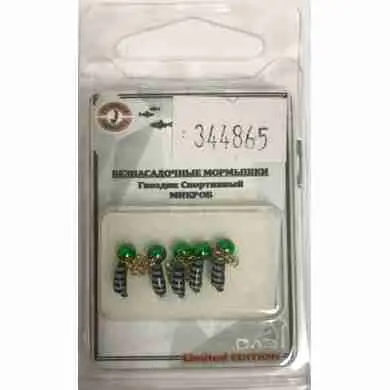 344865
БЕЗНАСАДОЧНЫЕ МОРМЫШКИ
Гвоздик Спортивный
МИКРОБ
Limited EDITION